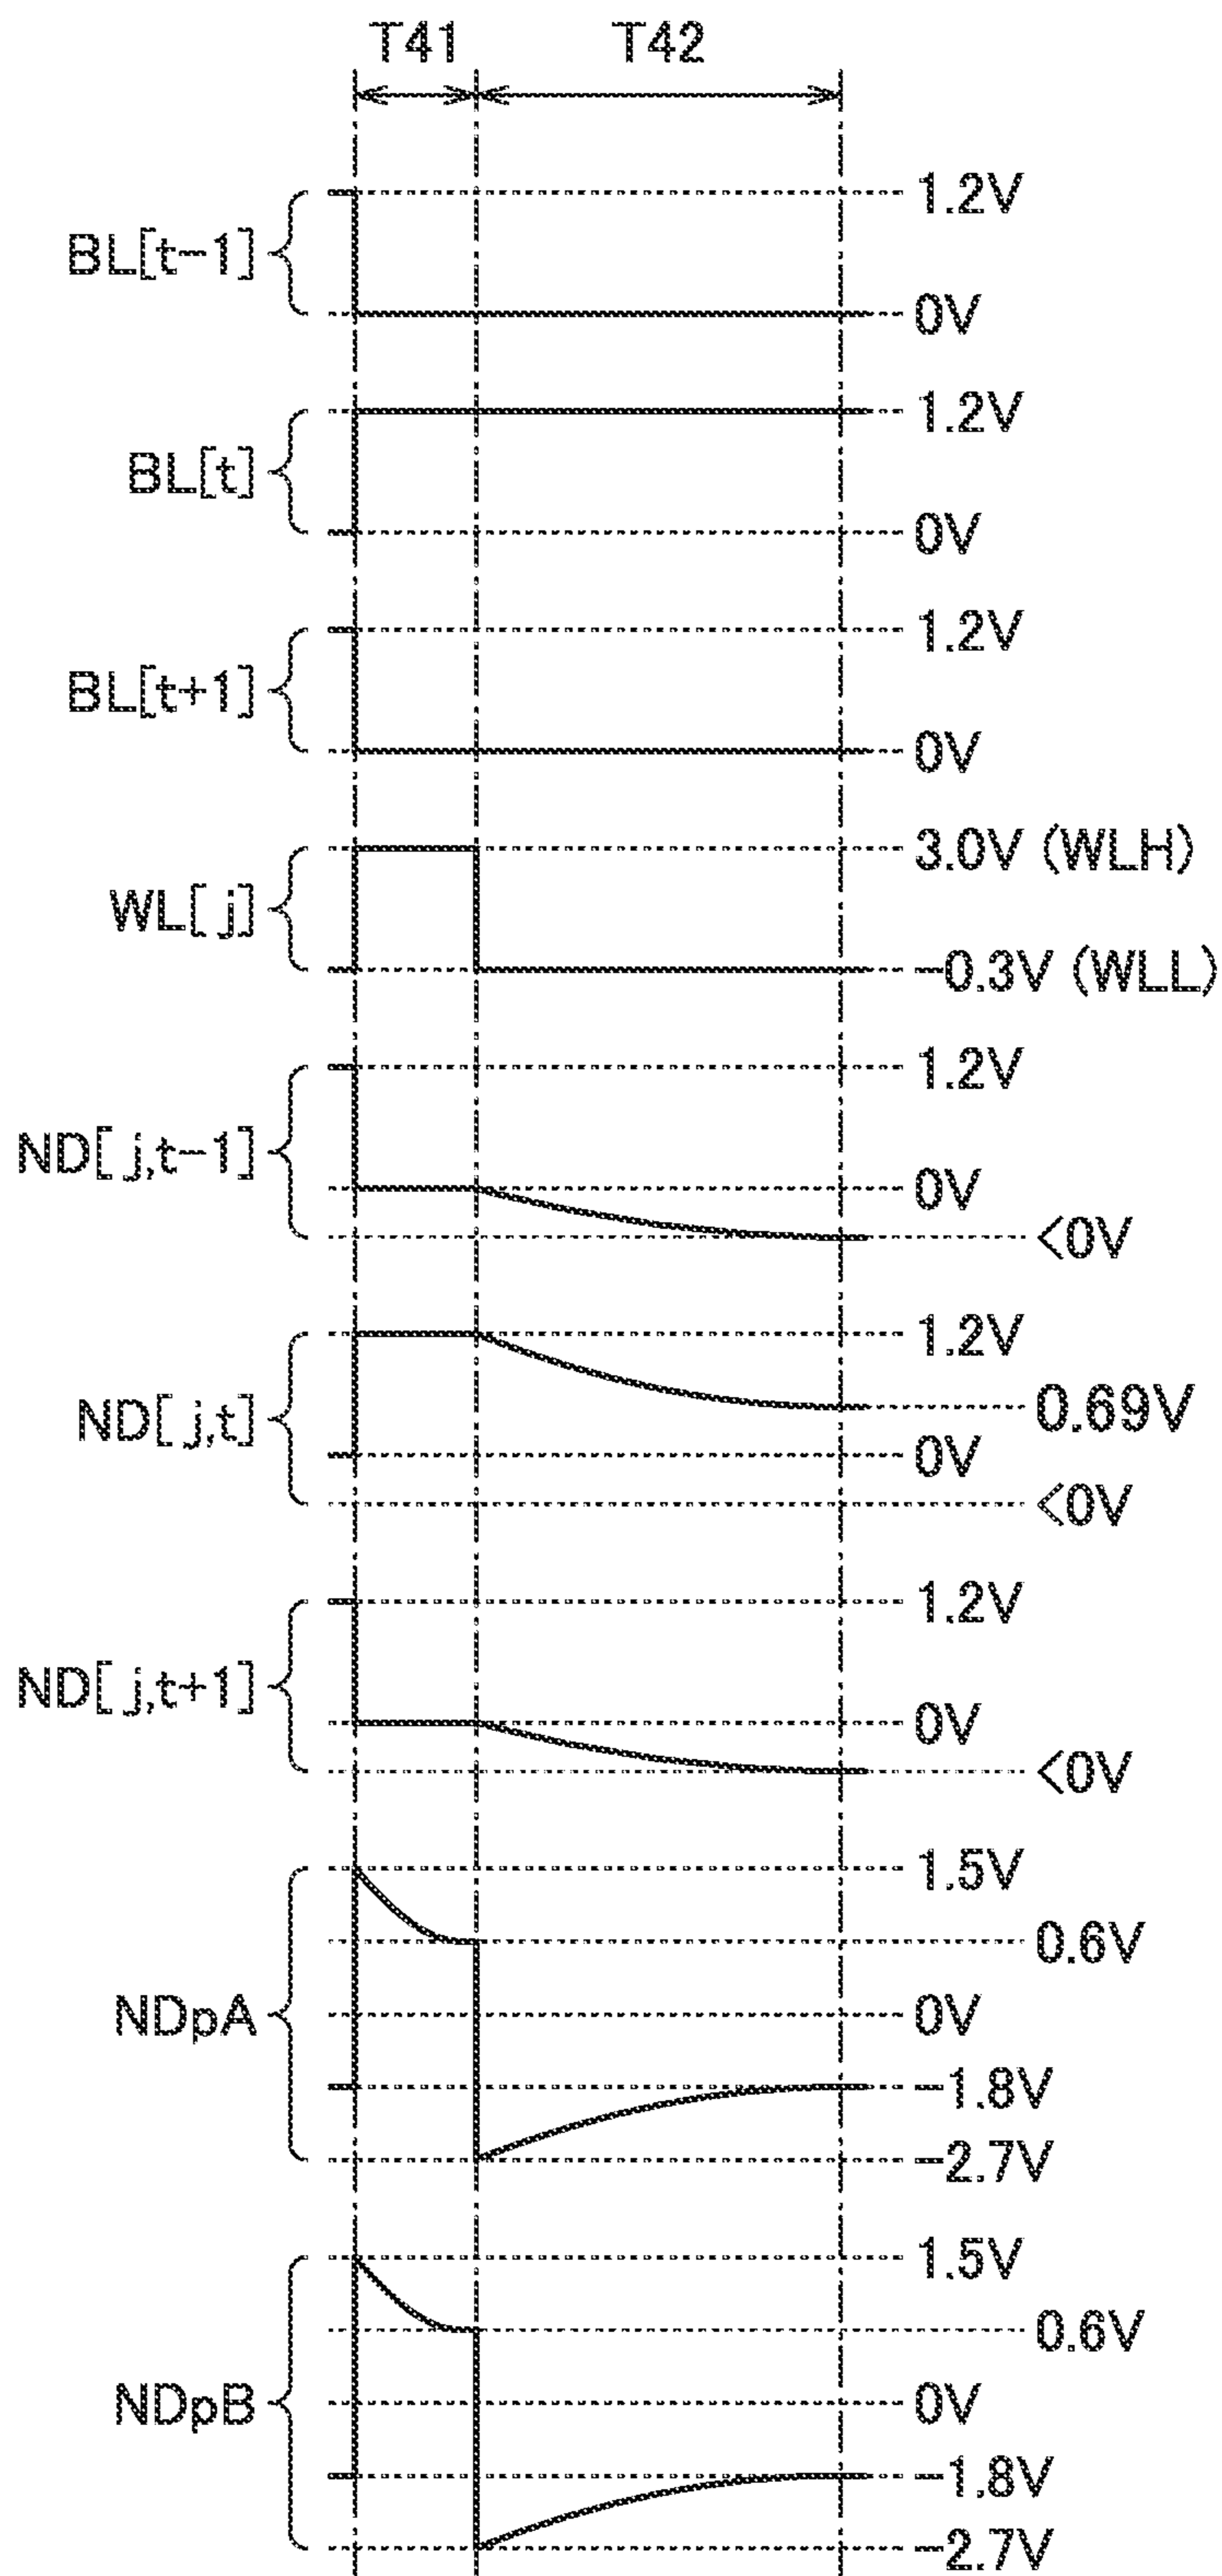 T41 T42
1.2V
BL[t-1]
0V
1.2V
BL[t]
0V
1.2V
BL[t+1]
0V
3.0V (WLH)
WL[ j]
-0.3V (WLL)
1.2V
ND[ j,t-1]
0V
<0V
1.2V
0.69V
ND[ j,t]
0V
<0V
1.2V
ND[ j,t+1]
0V
<0V
1.5V
0.6V
NDpA
0V
-1.8V
-2.7V
1.5V
0.6V
NDpB
0V
-1.8V
-2.7V